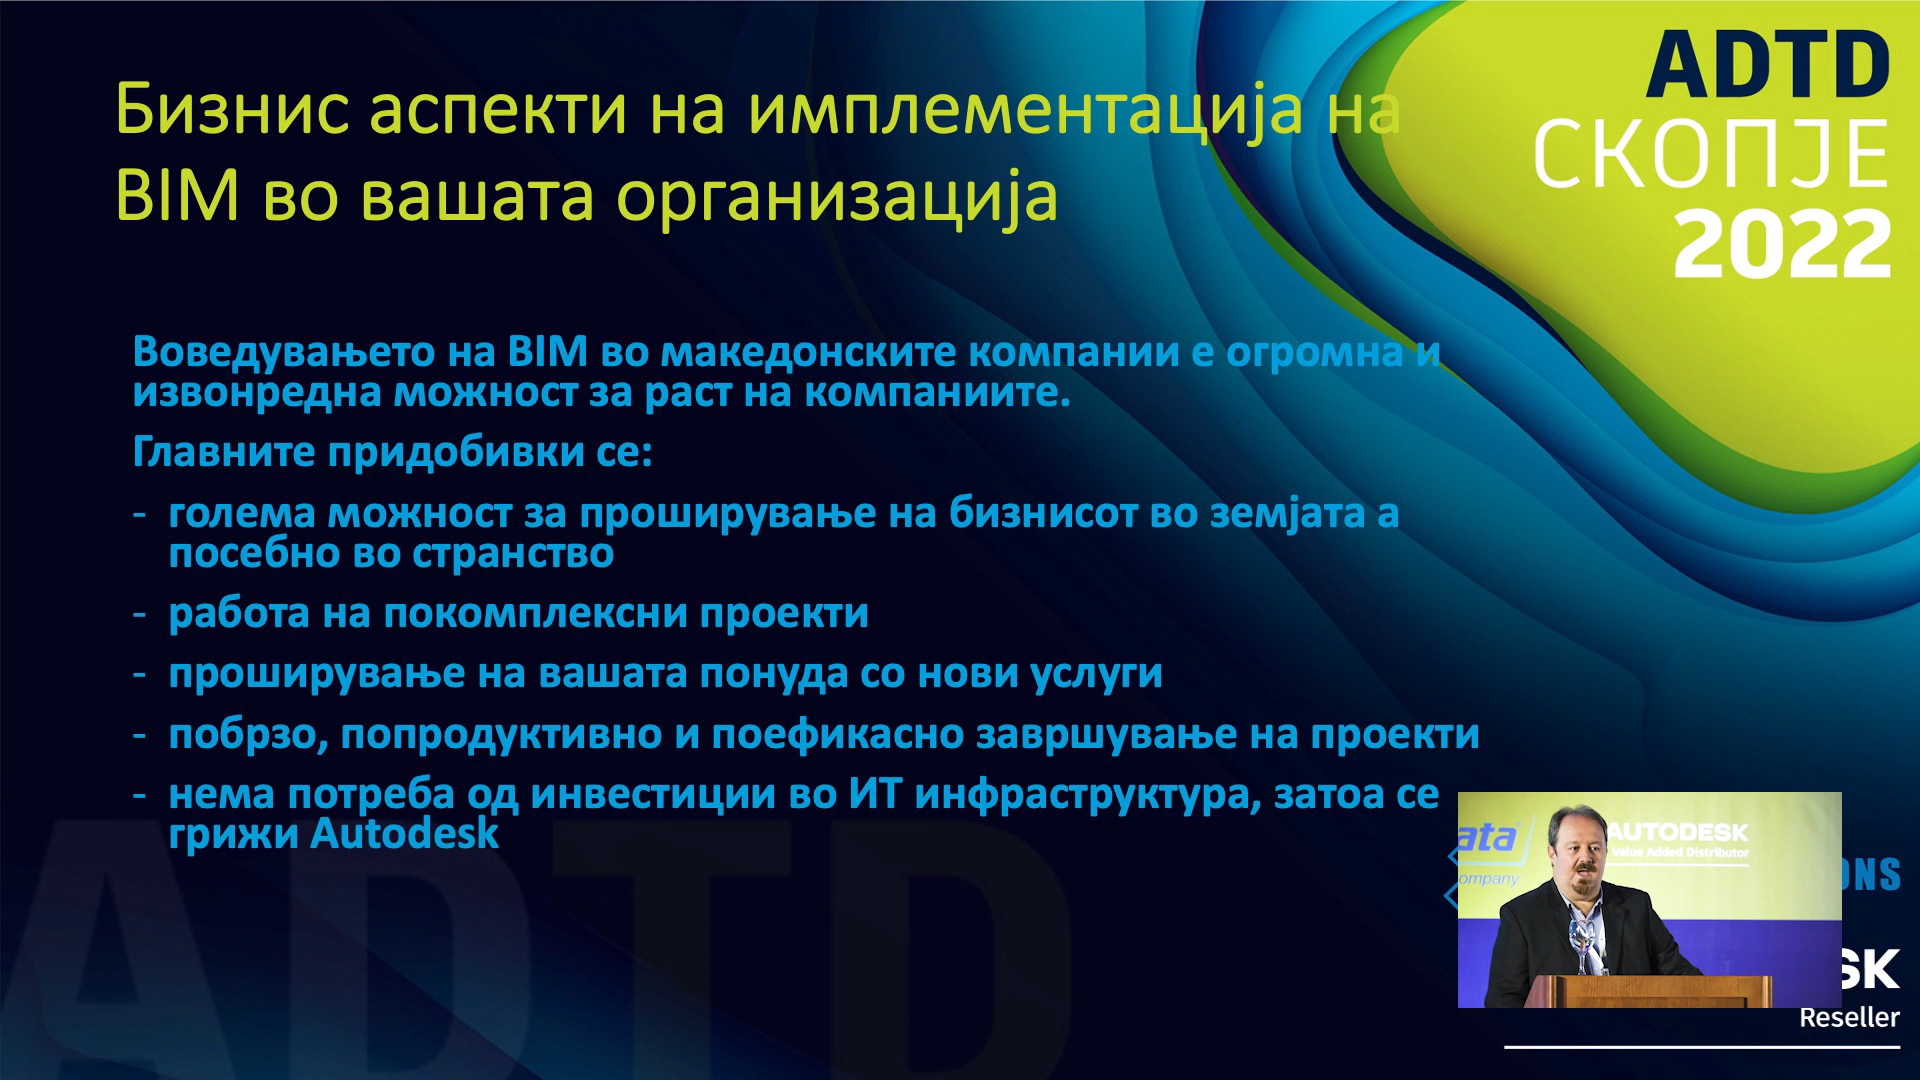 ADTD
СКОПЈЕ
2022
Бизнис аспекти на имплементација на
BIM во вашата организација
Воведувањето на BIM во македонските компании е огромна и
извонредна можност за раст на компаниите.
Главните придобивки се:
- голема можност за проширување на бизнисот во земјата а
посебно во странство
- работа на покомплексни проекти
- проширување на вашата понуда со нови услуги
- побрзо, попродуктивно и поефикасно завршување на проекти
- нема потреба од инвестиции во ИТ инфраструктура, затоа се
грижи Autodesk
ata
ompany
AUTODESK
Value Added Distributor
ONS
SK
Reseller
ADTD